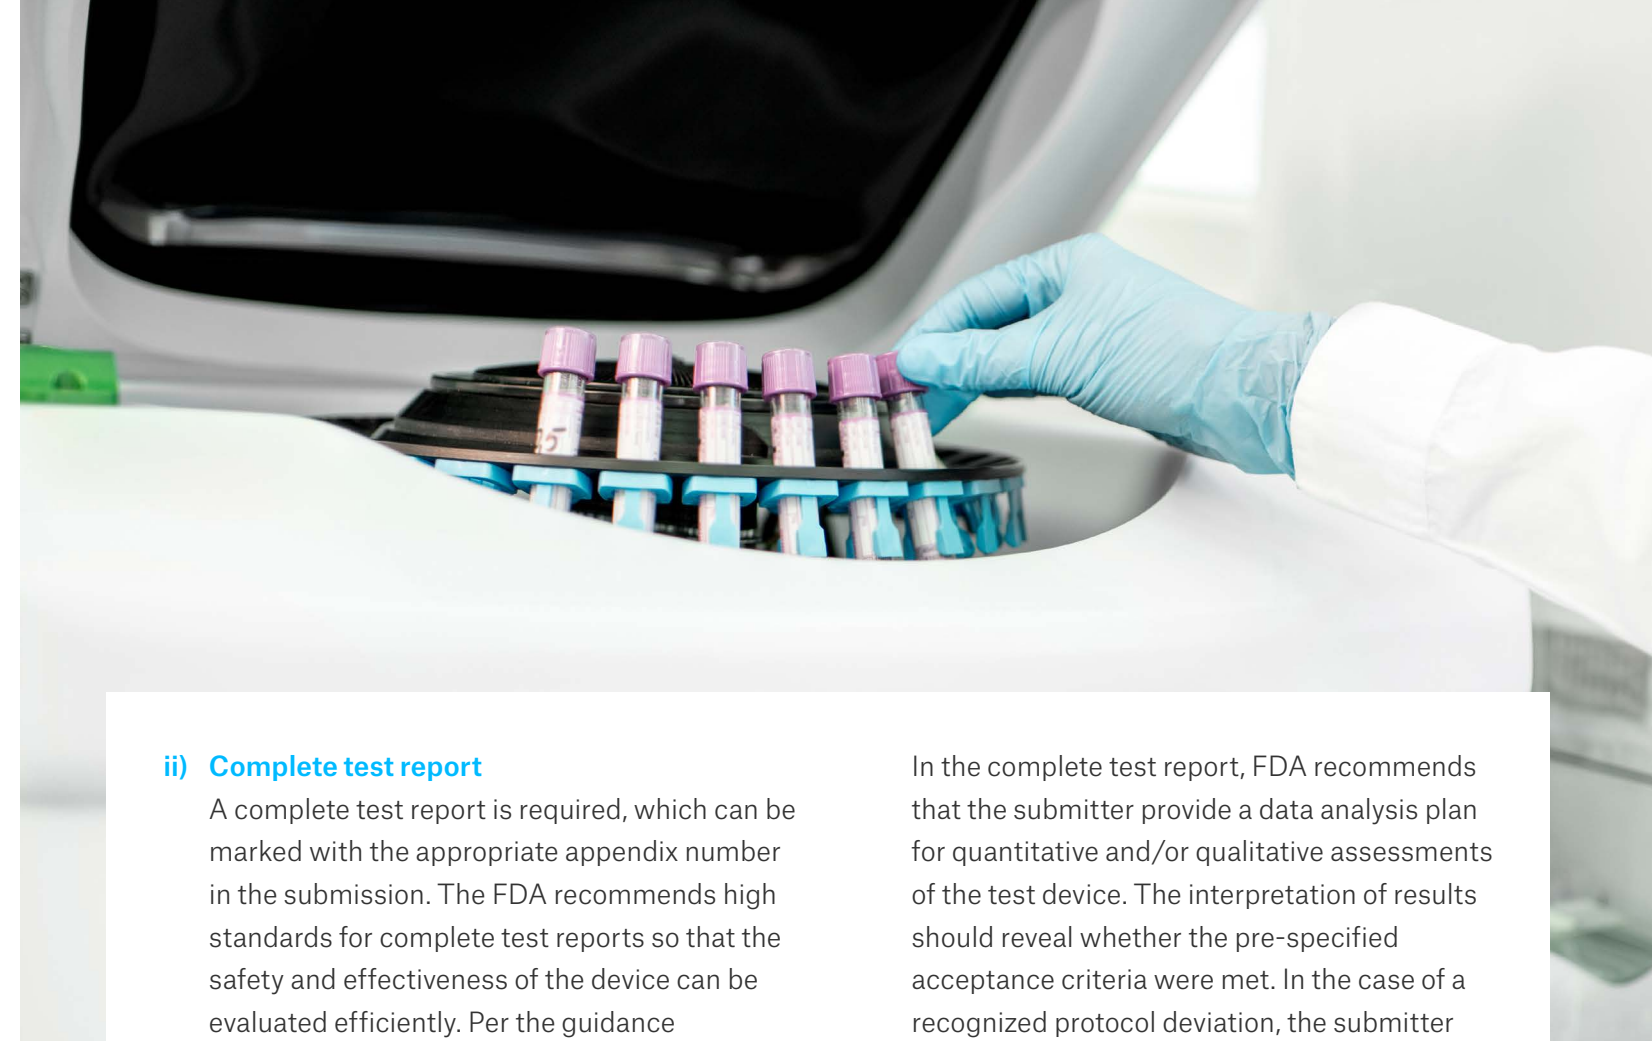 ii) Complete test report
A complete test report is required, which can be
marked with the appropriate appendix number
in the submission. The FDA recommends high
standards for complete test reports so that the
safety and effectiveness of the device can be
evaluated efficiently. Per the guidance
In the complete test report, FDA recommends
that the submitter provide a data analysis plan
for quantitative and/or qualitative assessments
of the test device. The interpretation of results
should reveal whether the pre-specified
acceptance criteria were met. In the case of a
recognized protocol deviation, the submitter